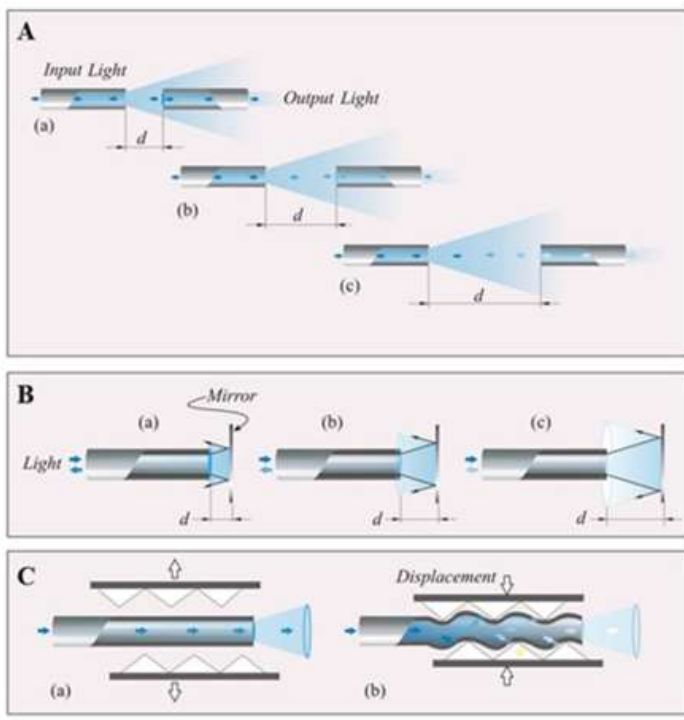 A
Input Light
Output Light
(a)
d
(b)
d
(c)
d
B
Mirror
(a)
(b)
(c)
Light
d
d
d
C
Displacement
(a)
(b)